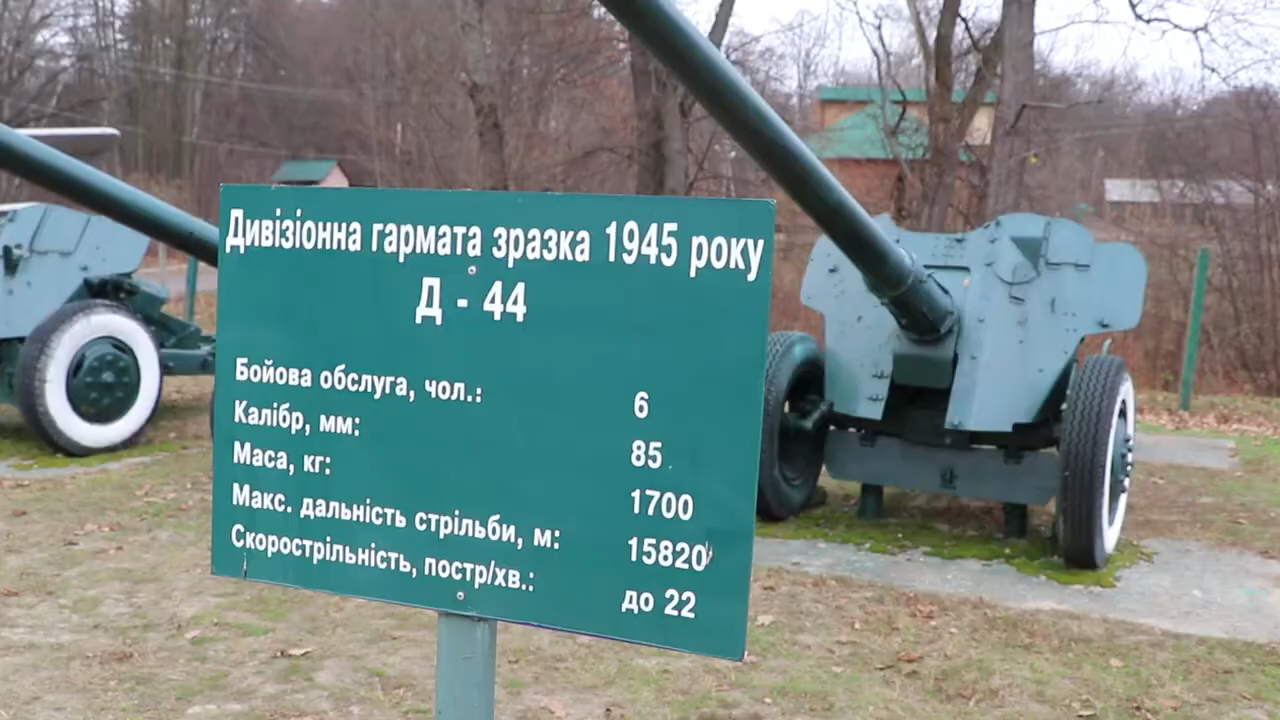 Дивізіонна гармата зразка 1945 року
Д - 44
Бойова обслуга, чол.: 6
Калібр, мм: 85
Маса, кг: 1700
Макс. дальність стрільби, м: 15820
Скорострільність, постр/хв.: до 22